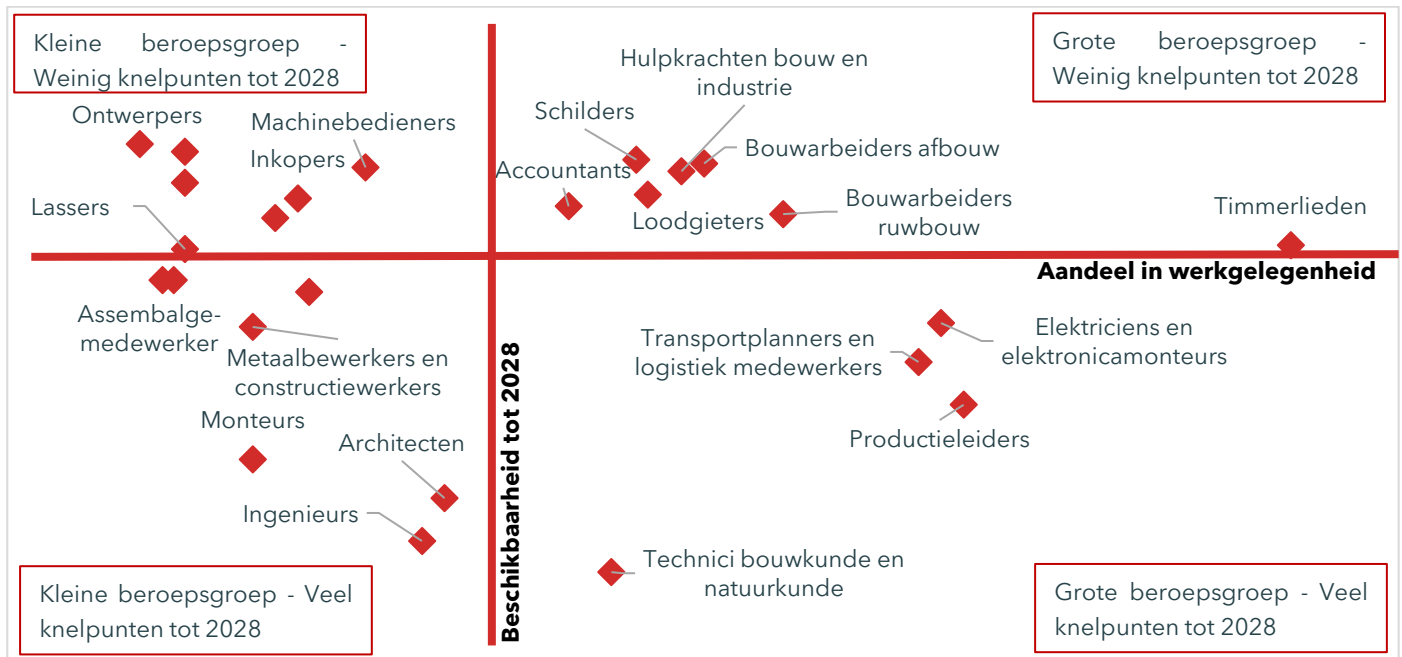 Kleine beroepsgroep -
Weinig knelpunten tot 2028
Grote beroepsgroep -
Weinig knelpunten tot 2028
Hulpkrachten bouw en
industrie
Ontwerpers
Machinebedieners
Schilders
Inkopers
Bouwarbeiders afbouw
Accountants
Lassers
Loodgieters
Bouwarbeiders
ruwbouw
Timmerlieden
Aandeel in werkgelegenheid
Assembalge-
medewerker
Metaalbewerkers en
constructiewerkers
Transportplanners en
logistiek medewerkers
Elektriciens en
elektronicamonteurs
Beschikbaarheid tot 2028
Monteurs
Architecten
Productieleiders
Ingenieurs
Technici bouwkunde en
natuurkunde
Kleine beroepsgroep - Veel
knelpunten tot 2028
Grote beroepsgroep - Veel
knelpunten tot 2028